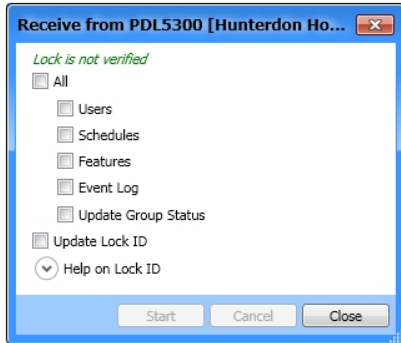 Receive from PDL5300 [Hunterdon Ho...
Lock is not verified
All
Users
Schedules
Features
Event Log
Update Group Status
Update Lock ID
Help on Lock ID
Start Cancel Close